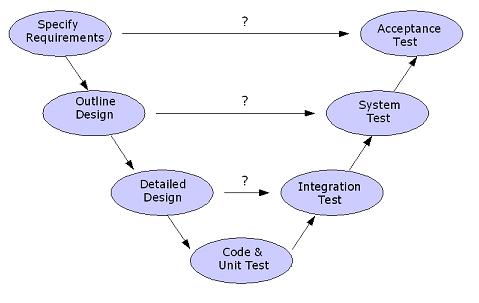 Specify
Requirements
?
Acceptance
Test
Outline
Design
?
System
Test
Detailed
Design
?
Integration
Test
Code &
Unit Test